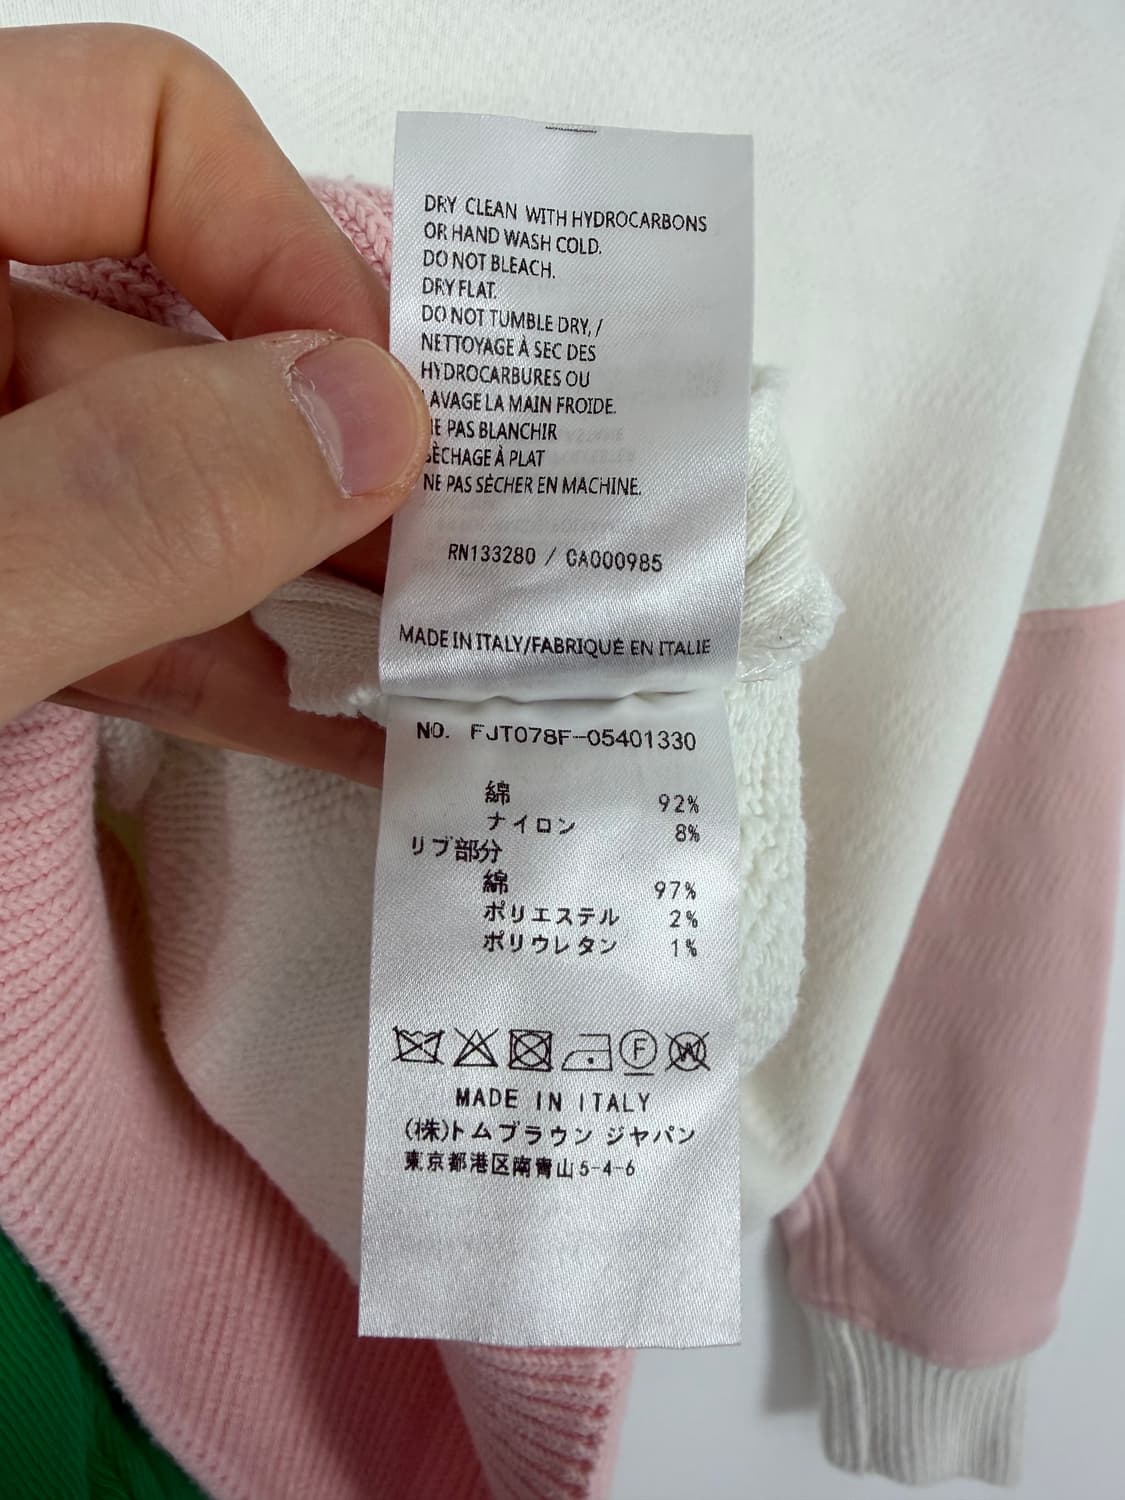 DRY CLEAN WITH HYDROCARBONS
OR HAND WASH COLD.
DO NOT BLEACH.
DRY FLAT.
DO NOT TUMBLE DRY, /
NETTOYAGE À SEC DES
HYDROCARBURES OU
LAVAGE LA MAIN FROIDE.
NE PAS BLANCHIR
SÈCHAGE À PLAT
NE PAS SÈCHER EN MACHINE.
RN133280 / CA000985
MADE IN ITALY/FABRIQUÉ EN ITALIE
NO. FJT078F-05401330
綿 92%
ナイロン 8%
リブ部分
綿 97%
ポリエステル 2%
ポリウレタン 1%
F W
MADE IN ITALY
(株)トムブラウン ジャパン
東京都港区南青山5-4-6